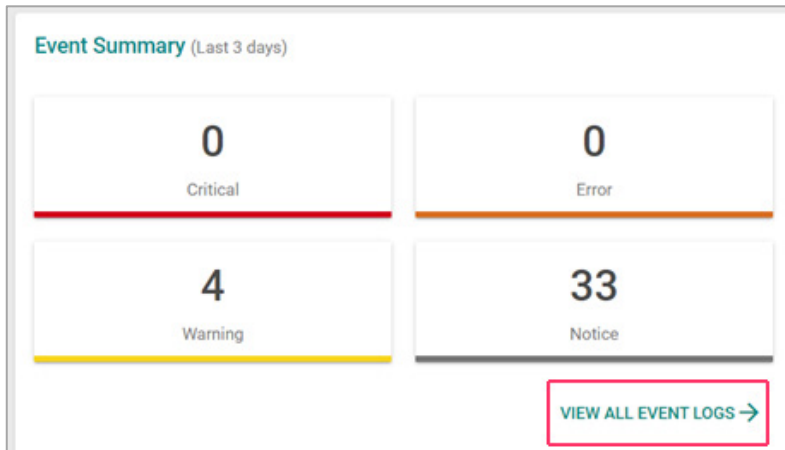 Event Summary (Last 3 days)
0
Critical
0
Error
4
Warning
33
Notice
VIEW ALL EVENT LOGS →